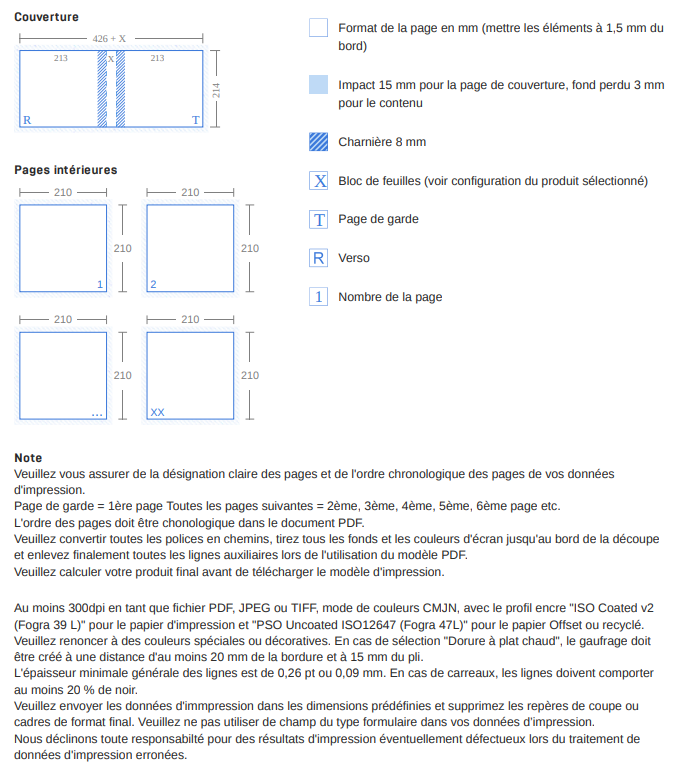 Couverture
426 + X
213
X
213
214
R
T
Format de la page en mm (mettre les éléments à 1,5 mm du
bord)
Impact 15 mm pour la page de couverture, fond perdu 3 mm
pour le contenu
Charnière 8 mm
X
Bloc de feuilles (voir configuration du produit sélectionné)
T
Page de garde
R
Verso
1
Nombre de la page
Pages intérieures
210
210
210
210
1
2
210
210
210
210
...
XX
Note
Veuillez vous assurer de la désignation claire des pages et de l'ordre chronologique des pages de vos données
d'impression.
Page de garde = 1ère page Toutes les pages suivantes = 2ème, 3ème, 4ème, 5ème, 6ème page etc.
L'ordre des pages doit être chonologique dans le document PDF.
Veuillez convertir toutes les polices en chemins, tirez tous les fonds et les couleurs d'écran jusqu'au bord de la découpe
et enlevez finalement toutes les lignes auxiliaires lors de l'utilisation du modèle PDF.
Veuillez calculer votre produit final avant de télécharger le modèle d'impression.
Au moins 300dpi en tant que fichier PDF, JPEG ou TIFF, mode de couleurs CMJN, avec le profil encre "ISO Coated v2
(Fogra 39 L)" pour le papier d'impression et "PSO Uncoated ISO12647 (Fogra 47L)" pour le papier Offset ou recyclé.
Veuillez renoncer à des couleurs spéciales ou décoratives. En cas de sélection "Dorure à plat chaud", le gaufrage doit
être créé à une distance d'au moins 20 mm de la bordure et à 15 mm du pli.
L'épaisseur minimale générale des lignes est de 0,26 pt ou 0,09 mm. En cas de carreaux, les lignes doivent comporter
au moins 20 % de noir.
Veuillez envoyer les données d'immpression dans les dimensions prédéfinies et supprimez les repères de coupe ou
cadres de format final. Veuillez ne pas utiliser de champ du type formulaire dans vos données d'impression.
Nous déclinons toute responsabilté pour des résultats d'impression éventuellement défectueux lors du traitement de
données d'impression erronées.